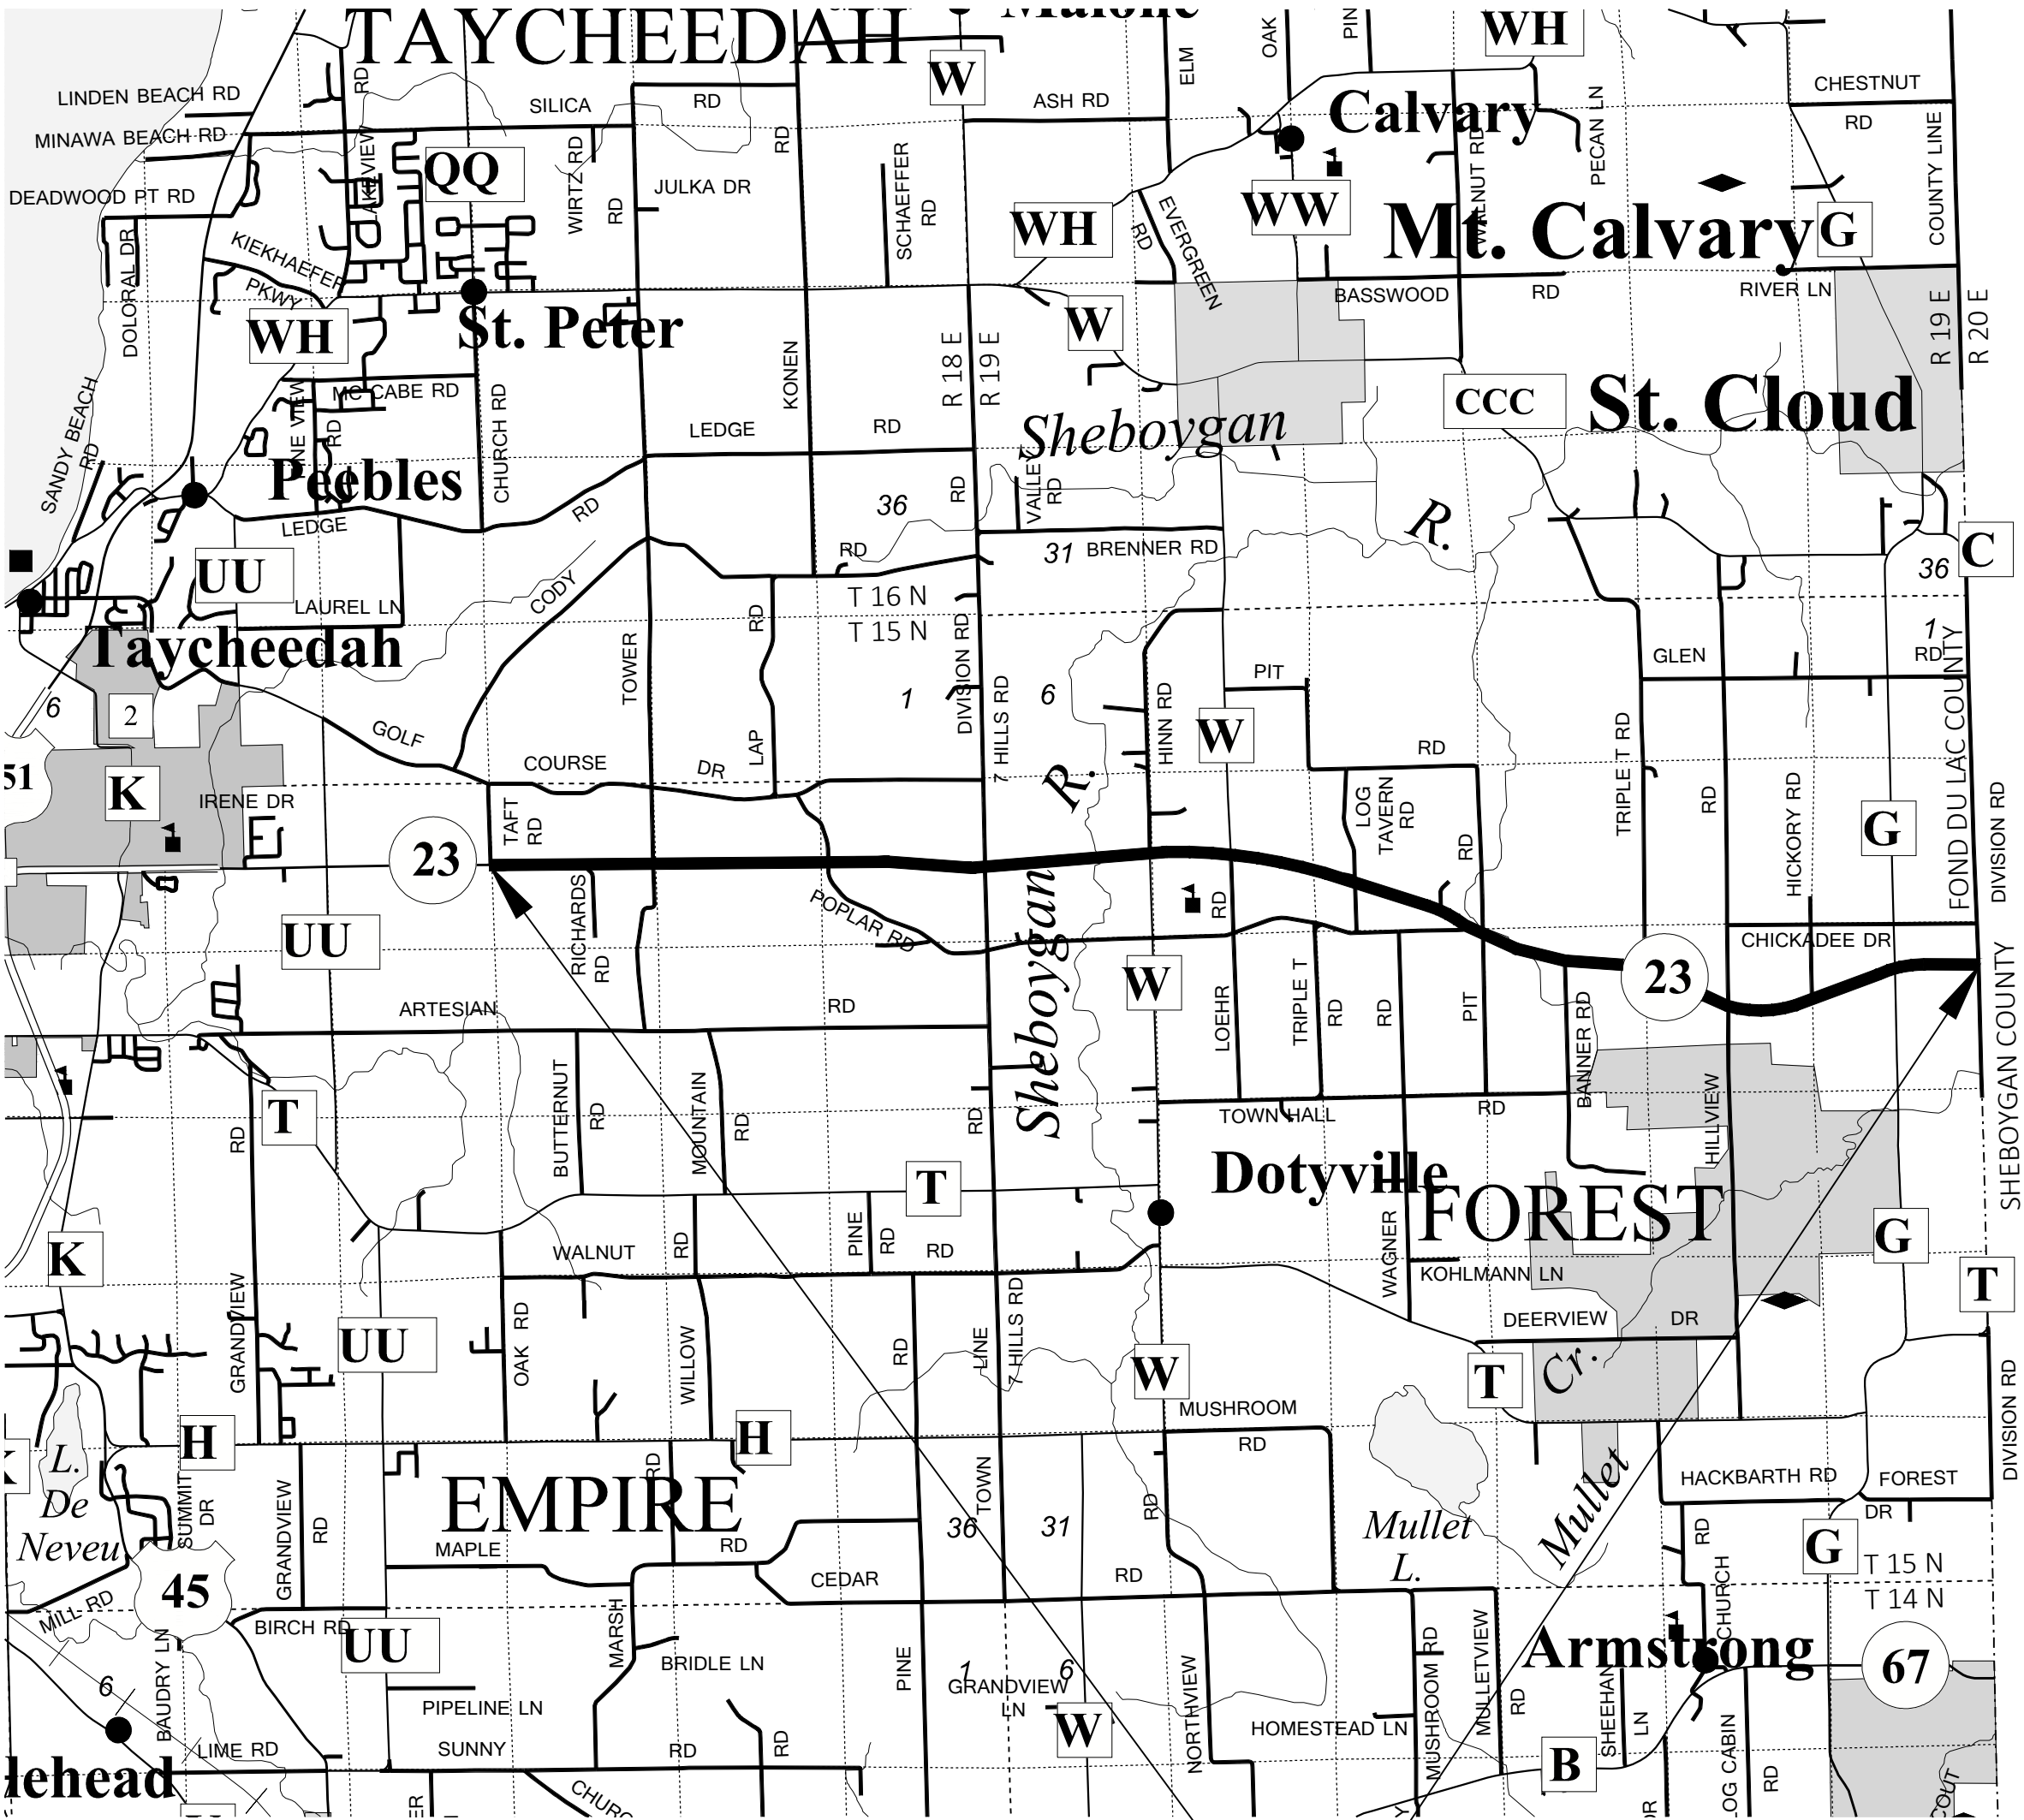 TAYCHEEDAH
W
ELM
OAK
PIN
WH
LINDEN BEACH RD
RD
SILICA
RD
ASH RD
Calvary
CHESTNUT
RD
MINAWA BEACH RD
LAKEVIEW
QQ
WIRTZ RD
RD
RD
JULKA DR
SCHAEFFER
RD
WALNUT RD
PECAN LN
COUNTY LINE
DEADWOOD PT RD
WH
EVERGREEN
RD
WW
Mt. Calvary
G
DOLORAL DR
KIEKHAEFER
PKWY
WH
St. Peter
W
BASSWOOD
RD
RIVER LN
R 18 E
R 19 E
R 19 E
R 20 E
KONEN
MC CABE RD
CHURCH RD
CCC
St. Cloud
SANDY BEACH
RD
RD
LEDGE
RD
Sheboygan
R.
Peebles
LEDGE
RD
36
RD
VALLEY
RD
UU
CODY
RD
31
BRENNER RD
C
36
LAUREL LN
T 16 N
T 15 N
RD
DIVISION RD
Taycheedah
TOWER
1
RD
GLEN
PIT
6
2
1
6
7 HILLS RD
HINN RD
W
TRIPLE T RD
FOND DU LAC COUNTY
GOLF
COURSE
DR
LAP
RD
51
K
IRENE DR
TAFT
RD
R.
LOG
TAVERN
RD
RD
RD
HICKORY RD
G
DIVISION RD
23
RICHARDS
RD
POPLAR RD
RD
UU
Sheboygan
W
CHICKADEE DR
23
SHEBOYGAN COUNTY
ARTESIAN
RD
LOEHR
TRIPLE T
RD
RD
PIT
BANNER RD
T
RD
BUTTERNUT
RD
MOUNTAIN
RD
RD
TOWN HALL
RD
HILLVIEW
T
Dotyville
FOREST
G
K
WALNUT
RD
PINE
RD
RD
WAGNER
KOHLMANN LN
T
GRANDVIEW
UU
OAK RD
WILLOW
RD
LINE
7 HILLS RD
W
DEERVIEW
DR
T
Cr.
DIVISION RD
MUSHROOM
RD
H
H
L.
De
Neveu
SUMMIT
DR
GRANDVIEW
RD
EMPIRE
RD
TOWN
36
31
RD
Mullet
L.
Mullet
HACKBARTH RD
FOREST
DR
RD
G
MAPLE
RD
CEDAR
RD
T 15 N
T 14 N
45
MILL RD
BIRCH RD
UU
MARSH
CHURCH
Armstrong
67
6
BAUDRY LN
BRIDLE LN
PINE
1
6
GRANDVIEW
LN
W
NORTHVIEW
MUSHROOM RD
MULLETVIEW
RD
PIPELINE LN
HOMESTEAD LN
SHEEHAN
LN
LIME RD
SUNNY
RD
RD
B
RD